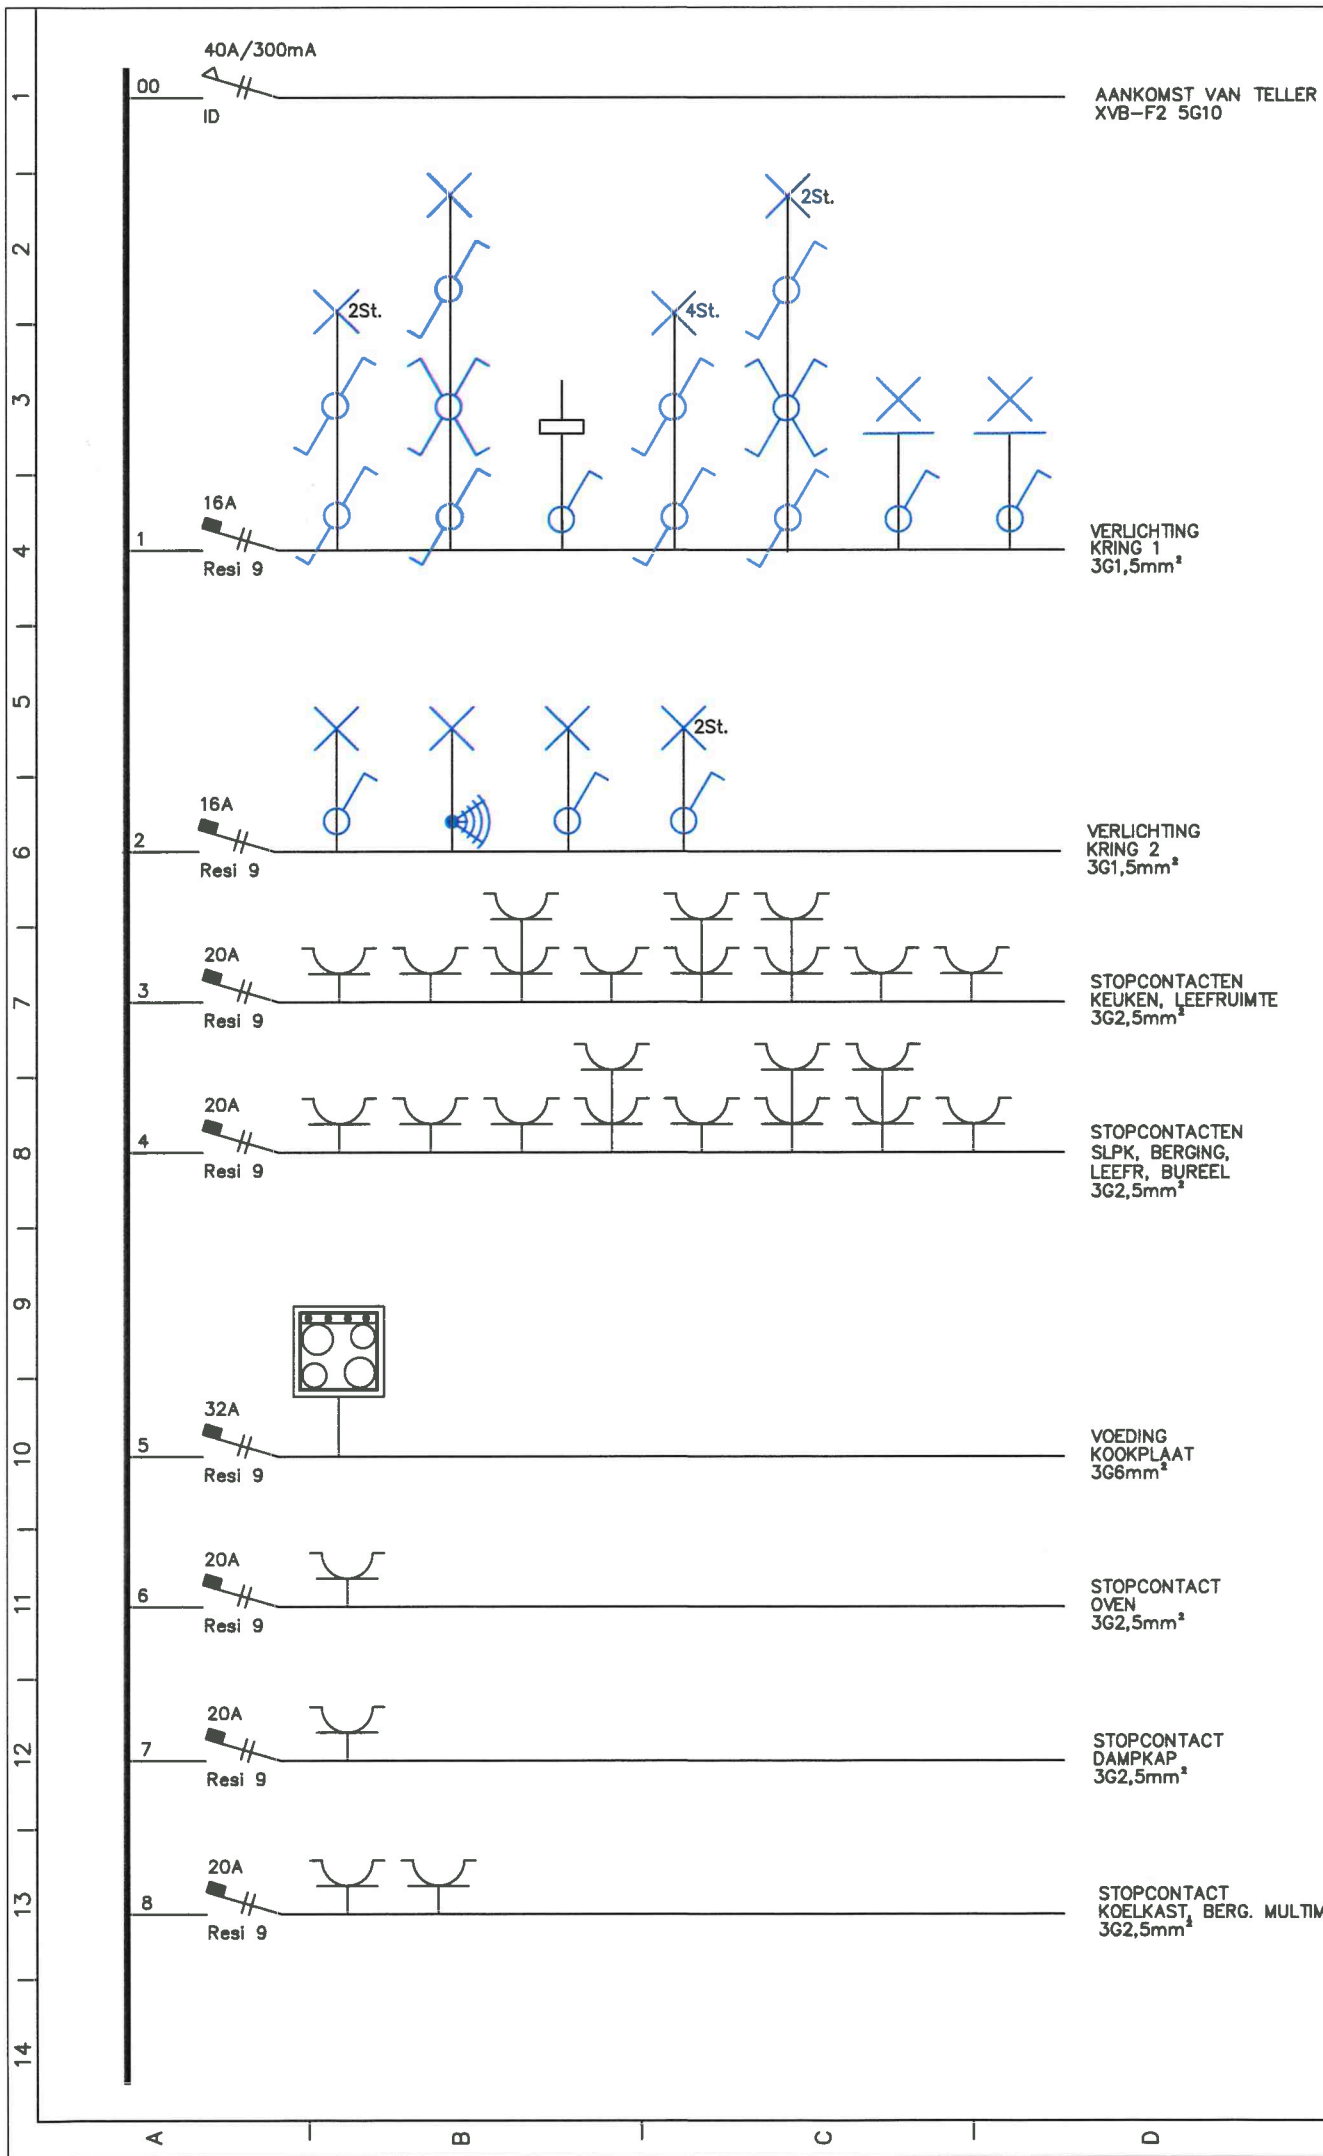 40A/300mA
00
ID
AANKOMST VAN TELLER
XVB-F2 5G10
1
2St.
2
2St.
4St.
3
16A
1
Resi 9
VERLICHTING
KRING 1
3G1,5mm²
4
5
2St.
16A
2
Resi 9
VERLICHTING
KRING 2
3G1,5mm²
6
20A
3
Resi 9
STOPCONTACTEN
KEUKEN, LEEFRUIMTE
3G2,5mm²
7
20A
4
Resi 9
STOPCONTACTEN
SLPK, BERGING,
LEEFR, BUREEL
3G2,5mm²
8
9
32A
5
Resi 9
VOEDING
KOOKPLAAT
3G6mm²
10
20A
6
Resi 9
STOPCONTACT
OVEN
3G2,5mm²
11
20A
7
Resi 9
STOPCONTACT
DAMPKAP
3G2,5mm²
12
20A
8
Resi 9
STOPCONTACT
KOELKAST, BERG. MULTIM
3G2,5mm²
13
14
A B C D